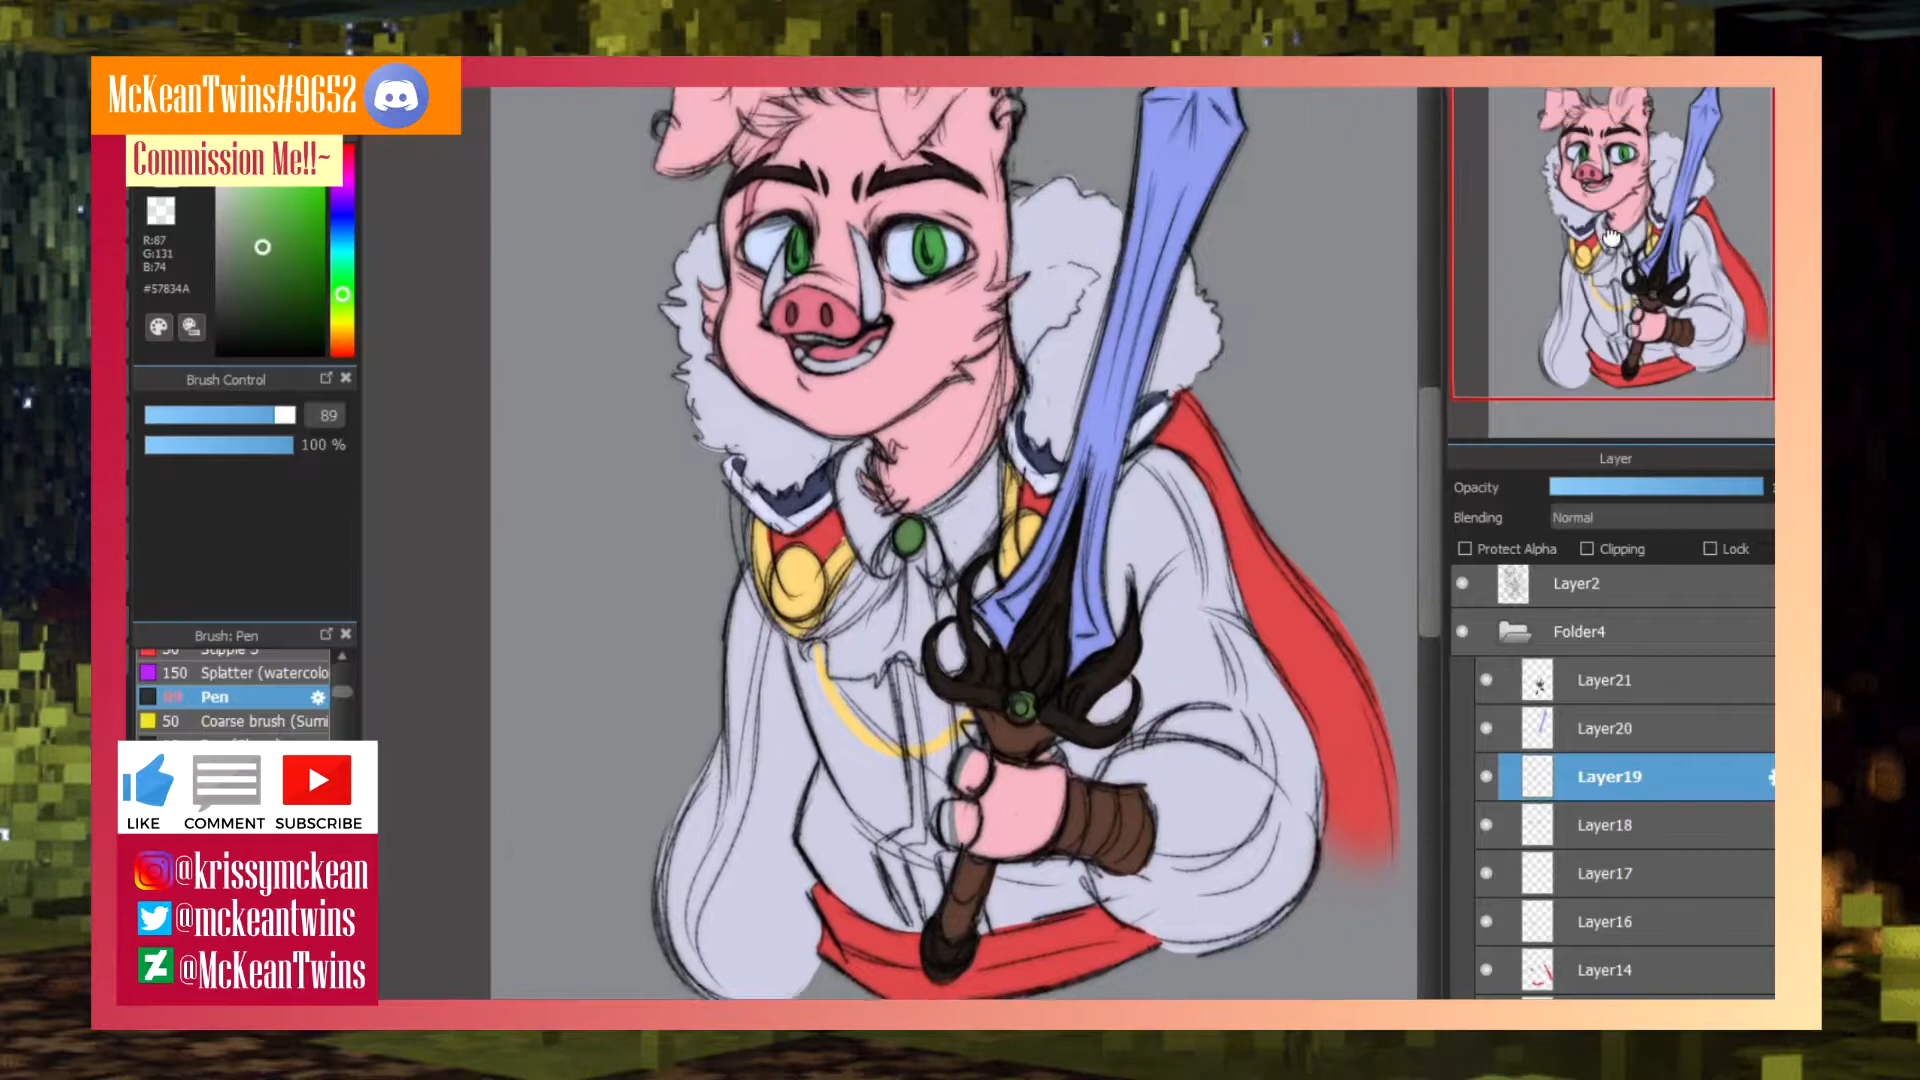 McKeanTwins#9652
Commission Me!!~
R:87
G:131
B:74
#57834A
Brush Control
89
100 %
Brush: Pen
150 Splatter (watercolo
89 Pen
50 Coarse brush (Sumi
LIKE COMMENT SUBSCRIBE
@krissymckean
@mckeantwins
@McKeanTwins
Layer
Opacity
Blending Normal
Protect Alpha Clipping Lock
Layer2
Folder4
Layer21
Layer20
Layer19
Layer18
Layer17
Layer16
Layer14